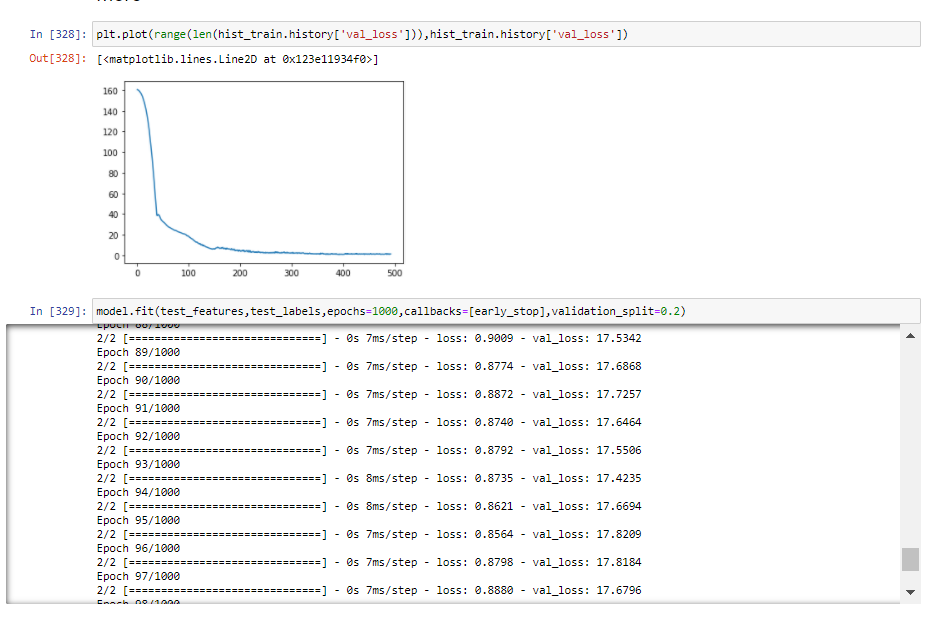 In [328]: plt.plot(range(len(hist_train.history['val_loss'])),hist_train.history['val_loss'])
Out[328]: [<matplotlib.lines.Line2D at 0x123e11934f0>]
160
140
120
100
80
60
40
20
0
0 100 200 300 400 500
In [329]: model.fit(test_features,test_labels,epochs=1000,callbacks=[early_stop],validation_split=0.2)
Epoch 88/1000
2/2 [==============================] - 0s 7ms/step - loss: 0.9009 - val_loss: 17.5342
Epoch 89/1000
2/2 [==============================] - 0s 7ms/step - loss: 0.8774 - val_loss: 17.6868
Epoch 90/1000
2/2 [==============================] - 0s 7ms/step - loss: 0.8872 - val_loss: 17.7257
Epoch 91/1000
2/2 [==============================] - 0s 7ms/step - loss: 0.8740 - val_loss: 17.6464
Epoch 92/1000
2/2 [==============================] - 0s 7ms/step - loss: 0.8792 - val_loss: 17.5506
Epoch 93/1000
2/2 [==============================] - 0s 8ms/step - loss: 0.8735 - val_loss: 17.4235
Epoch 94/1000
2/2 [==============================] - 0s 8ms/step - loss: 0.8621 - val_loss: 17.6694
Epoch 95/1000
2/2 [==============================] - 0s 7ms/step - loss: 0.8564 - val_loss: 17.8209
Epoch 96/1000
2/2 [==============================] - 0s 7ms/step - loss: 0.8798 - val_loss: 17.8184
Epoch 97/1000
2/2 [==============================] - 0s 7ms/step - loss: 0.8880 - val_loss: 17.6796
Epoch 98/1000